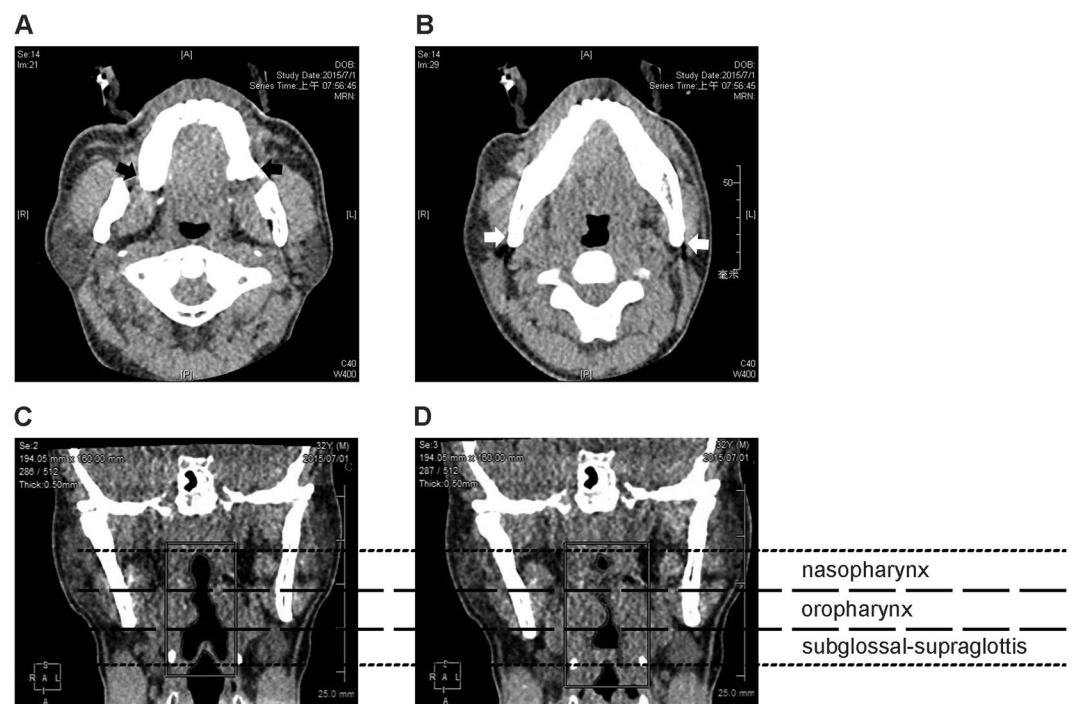 A
B
Se:14
Im:21
[A]
DOB:
Study Date:2015/7/1
Series Time:上午 07:56:45
MRN:
[R]
[L]
[P]
C40
W400
Se:14
Im:29
[A]
DOB:
Study Date:2015/7/1
Series Time:上午 07:56:45
MRN:
50
[R]
[L]
毫米
[P]
C40
W400
C
D
Se:2
194.05 mm x 160.00 mm
286 / 512
Thick:0.50mm
32Y (M)
2015/07/01
S
R A L
25.0 mm
Se:3
194.05 mm x 160.00 mm
287 / 512
Thick:0.50mm
32Y (M)
2015/07/01
R A L
25.0 mm
nasopharynx
oropharynx
subglossal-supraglottis